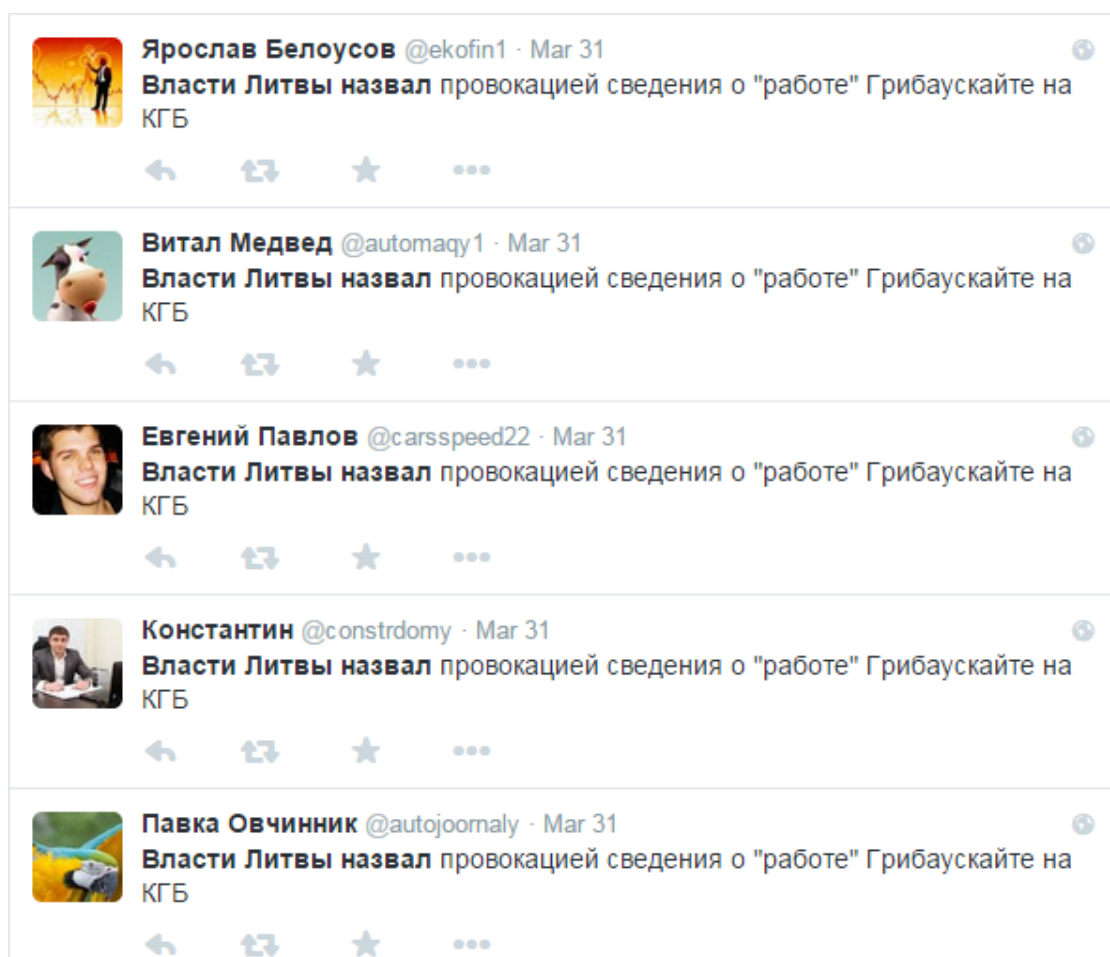 Ярослав Белоусов @ekofin1 · Mar 31
Власти Литвы назвал провокацией сведения о "работе" Грибаускайте на
КГБ
Витал Медвед @automaqy1 · Mar 31
Власти Литвы назвал провокацией сведения о "работе" Грибаускайте на
КГБ
Евгений Павлов @carsspeed22 · Mar 31
Власти Литвы назвал провокацией сведения о "работе" Грибаускайте на
КГБ
Константин @constrdomy · Mar 31
Власти Литвы назвал провокацией сведения о "работе" Грибаускайте на
КГБ
Павка Овчинник @autojoornaly · Mar 31
Власти Литвы назвал провокацией сведения о "работе" Грибаускайте на
КГБ